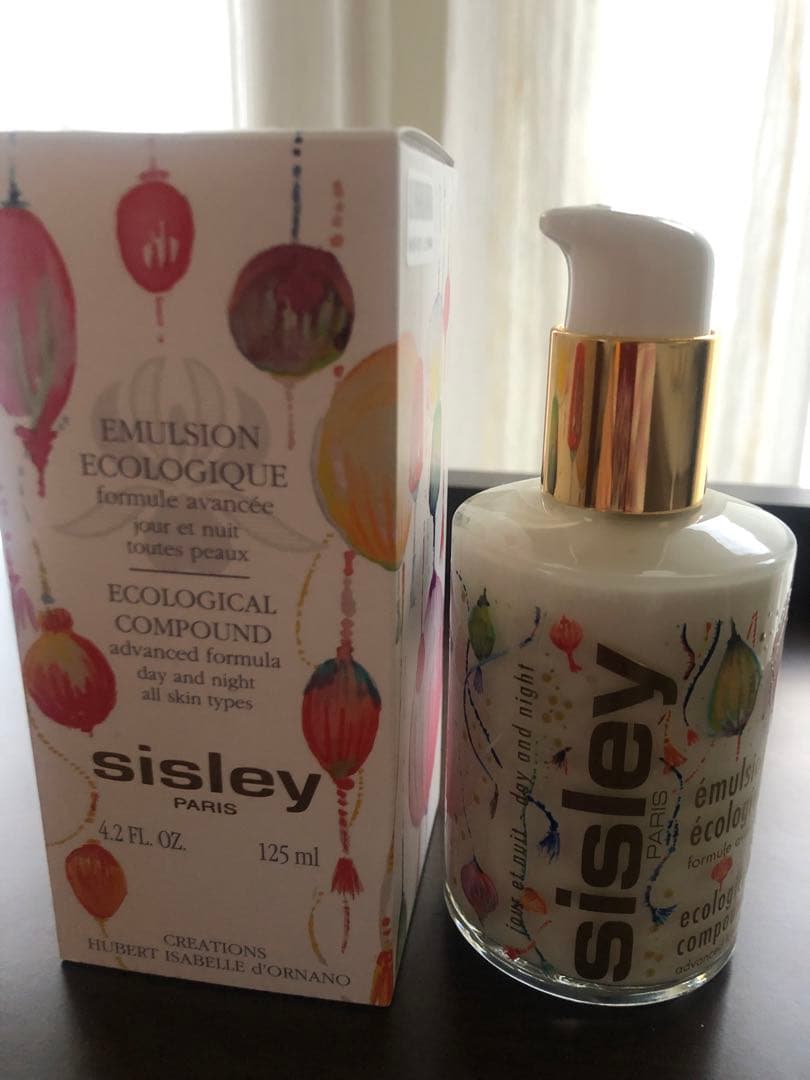 EMULSION
ECOLOGIQUE
formule avancée
jour et nuit
toutes peaux
ECOLOGICAL
COMPOUND
advanced formula
day and night
all skin types
sisley
PARIS
4.2 FL. OZ.
125 ml
CREATIONS
HUBERT ISABELLE d'ORNANO
jour et nuit - day and night
sisley
PARIS
formule